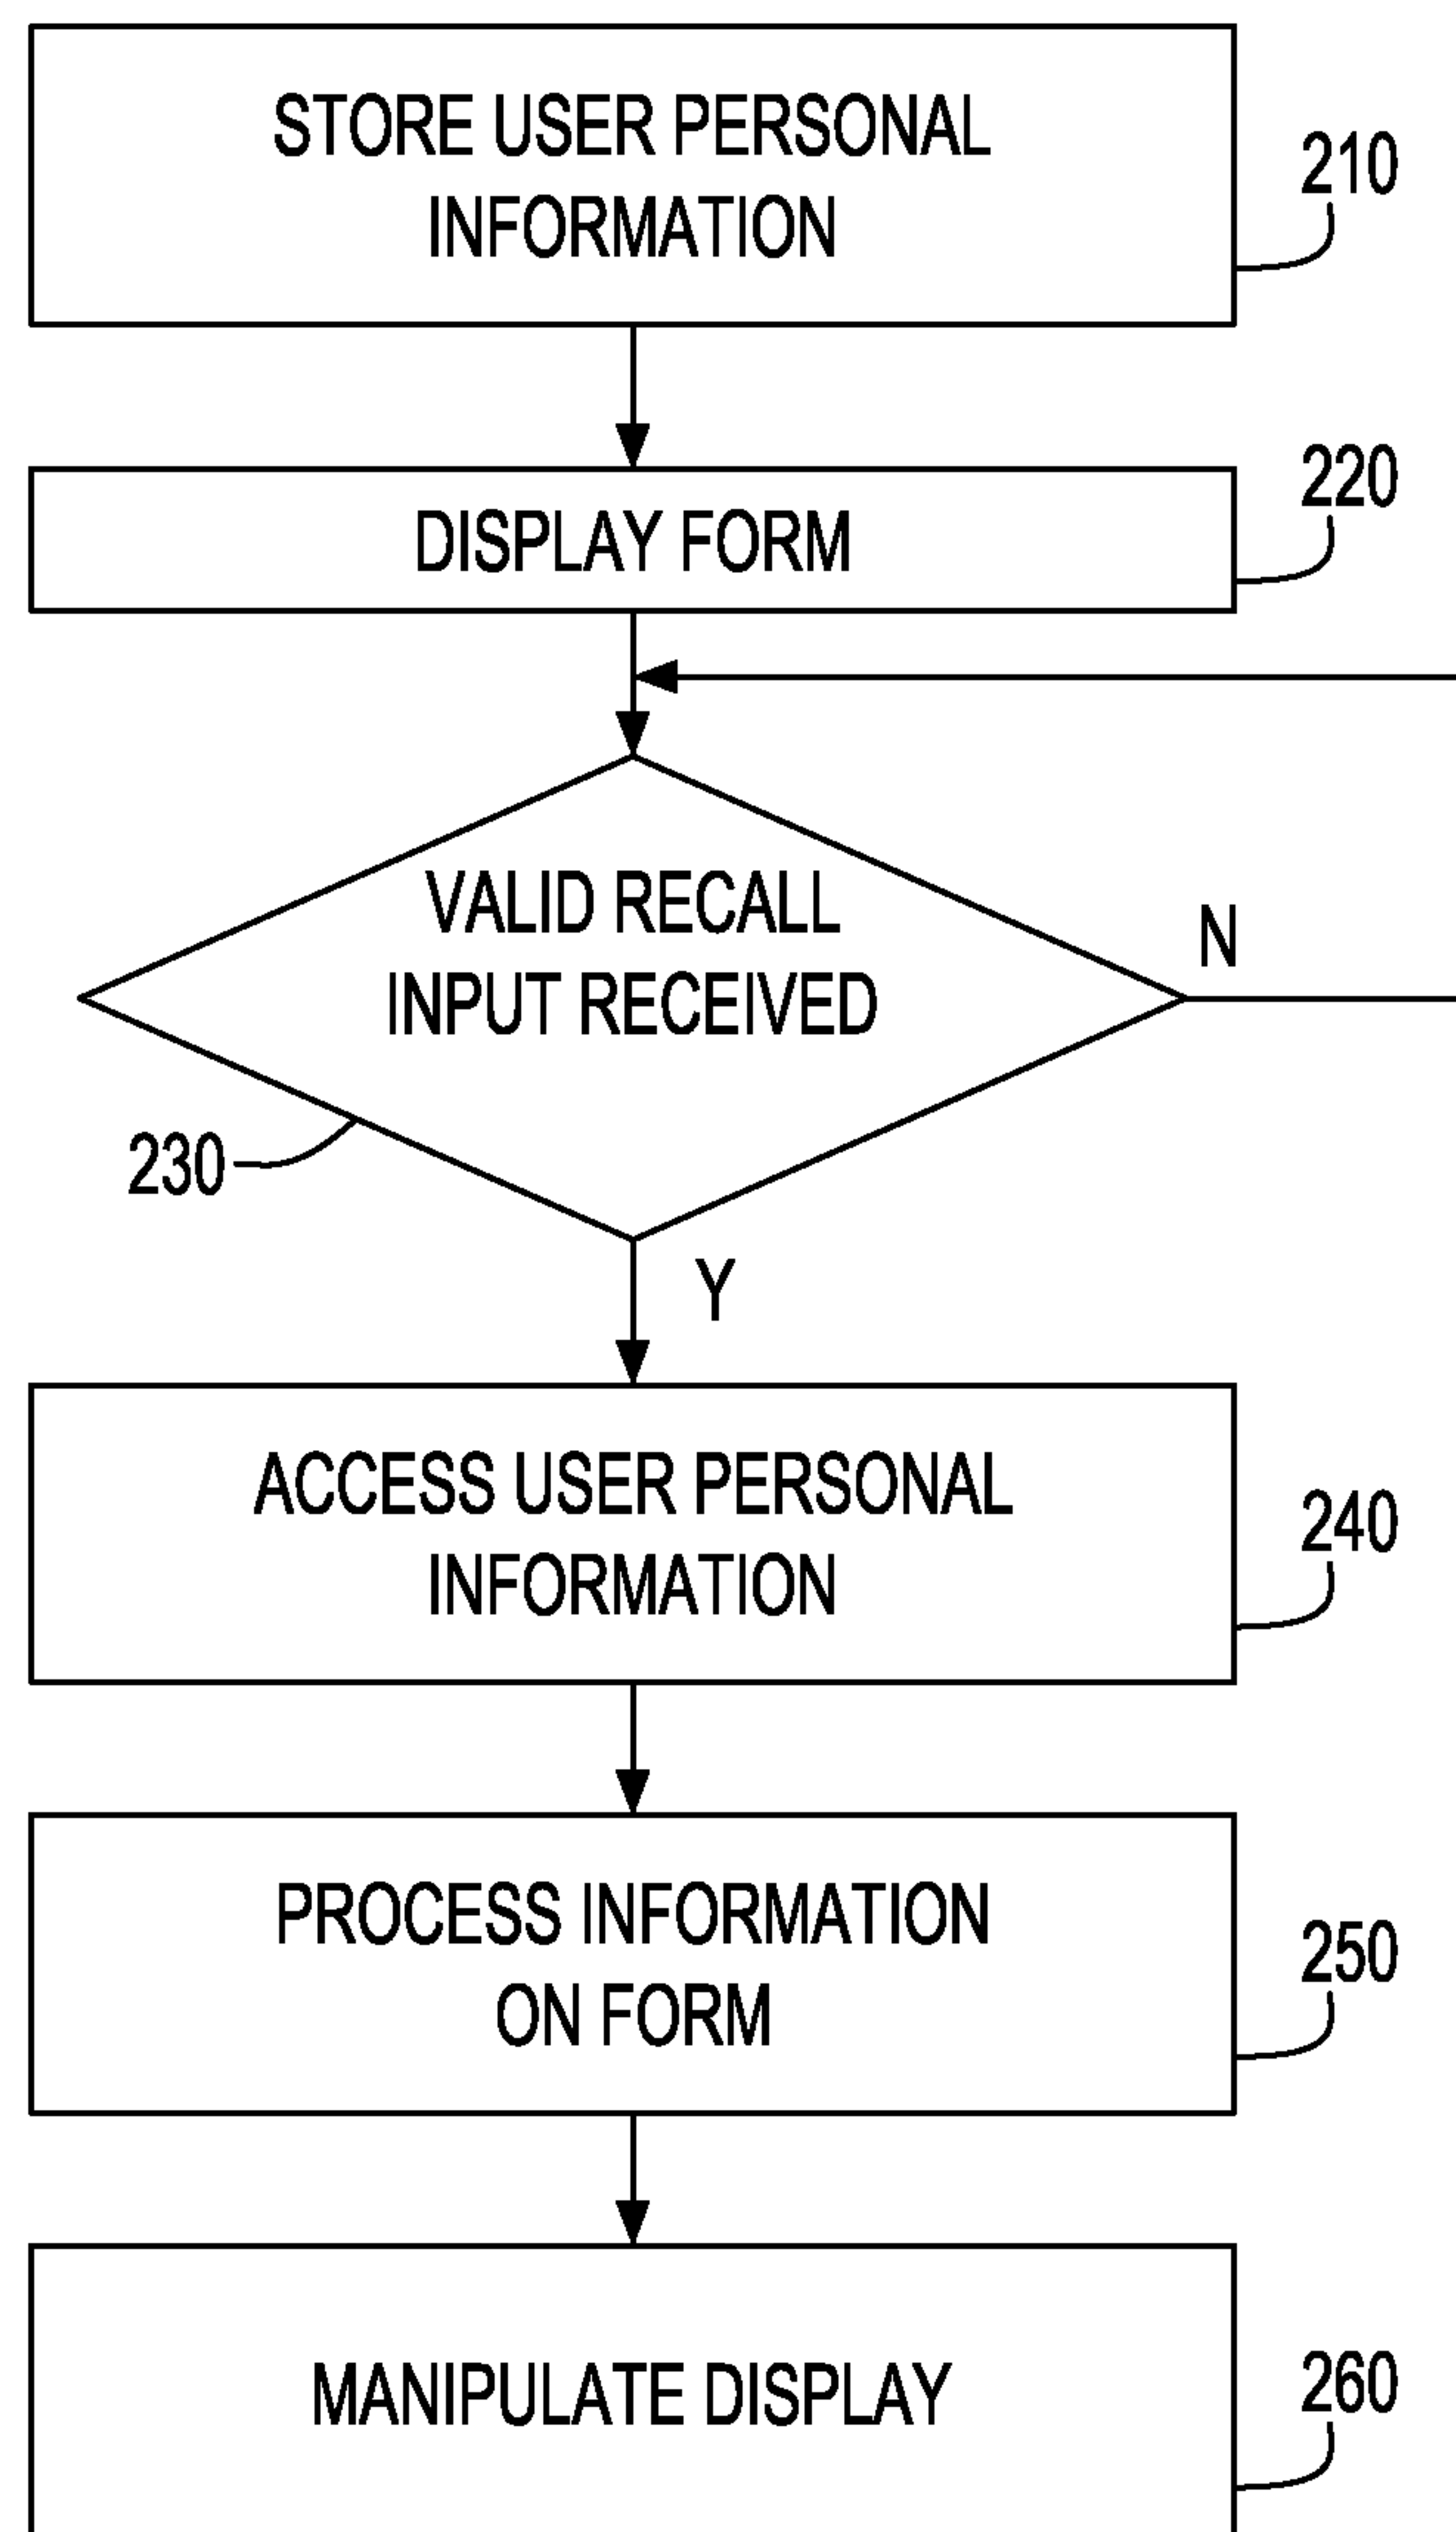 STORE USER PERSONAL
INFORMATION
210
DISPLAY FORM
220
VALID RECALL
INPUT RECEIVED
N
230
Y
ACCESS USER PERSONAL
INFORMATION
240
PROCESS INFORMATION
ON FORM
250
MANIPULATE DISPLAY
260